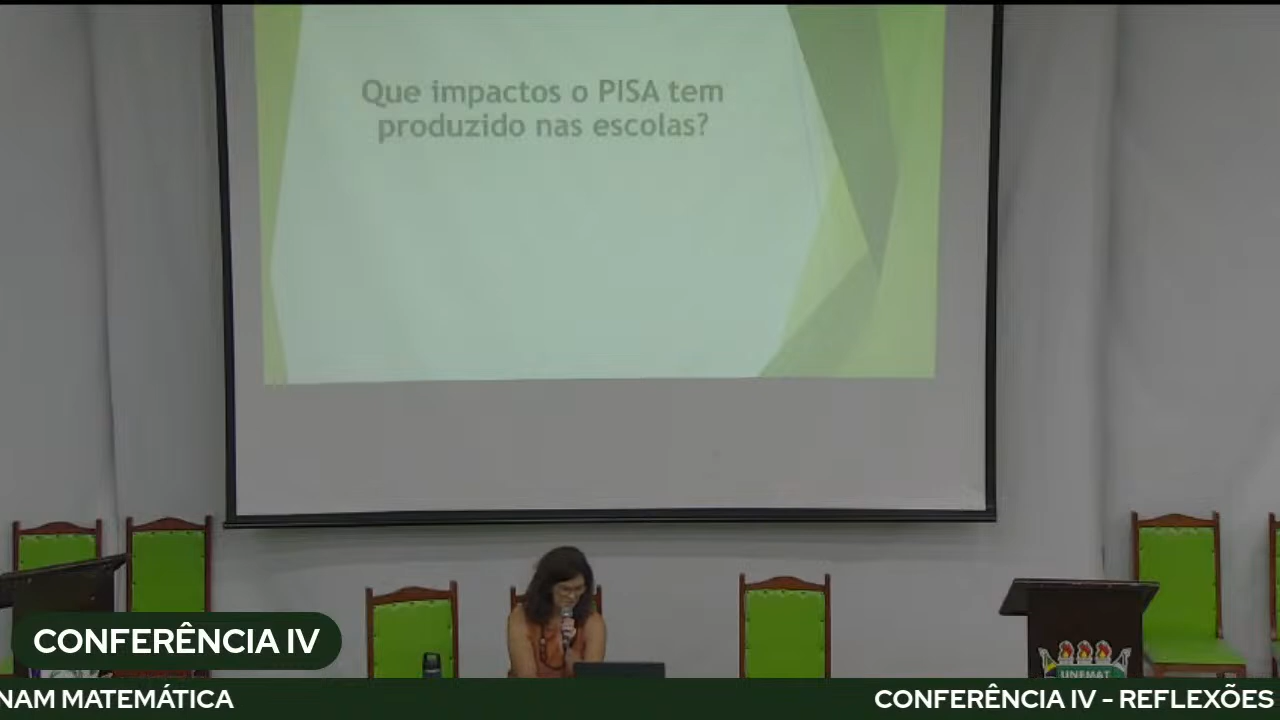 Que impactos o PISA tem
produzido nas escolas?
CONFERÊNCIA IV
UNEMAT
NAM MATEMÁTICA
CONFERÊNCIA IV - REFLEXÕES